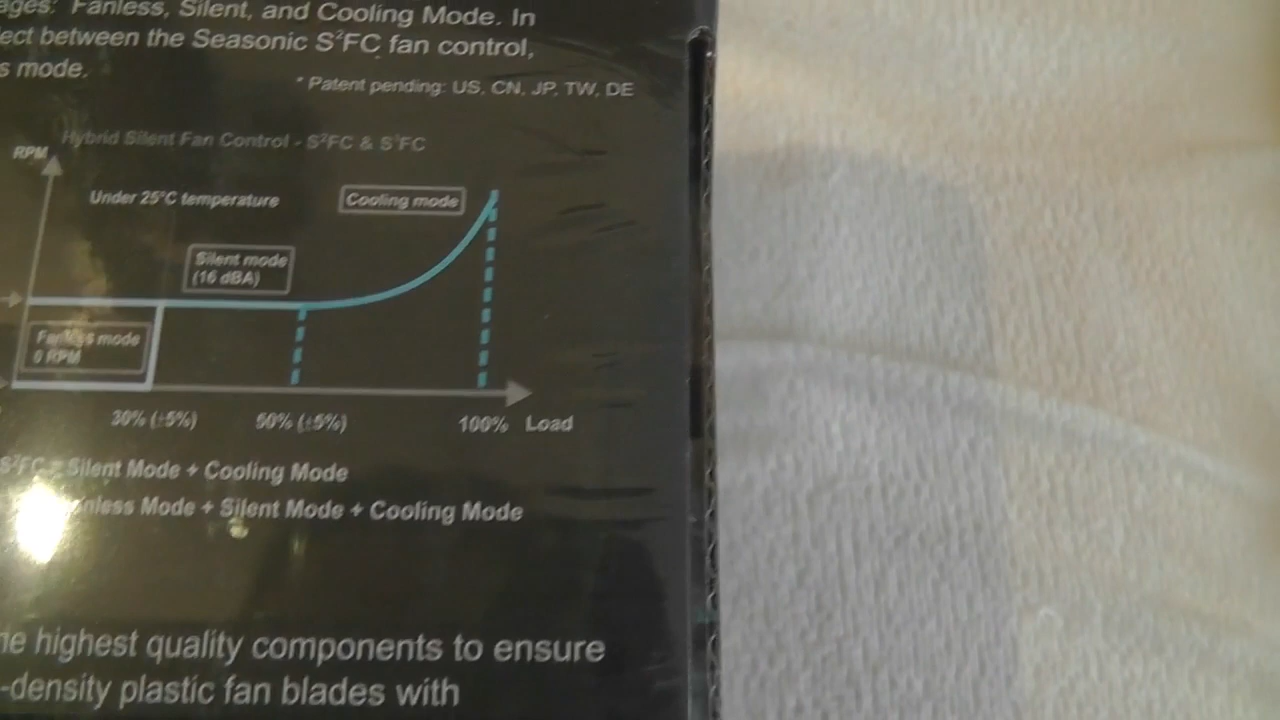 ages: Fanless, Silent, and Cooling Mode. In
ect between the Seasonic S²FC fan control,
s mode.
* Patent pending: US, CN, JP, TW, DE
Hybrid Silent Fan Control - S²FC & S³FC
RPM
Under 25°C temperature
Cooling mode
Silent mode
(16 dBA)
Fanless mode
0 RPM
30% (±5%) 50% (±5%) 100% Load
S²FC = Silent Mode + Cooling Mode
nless Mode + Silent Mode + Cooling Mode
he highest quality components to ensure
-density plastic fan blades with